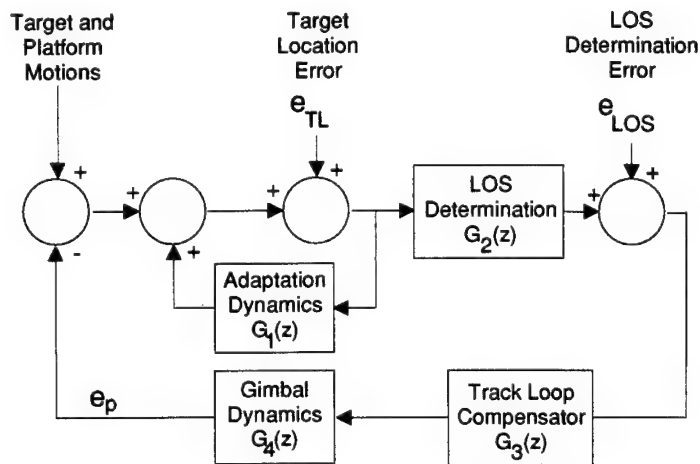 Target and
Platform
Motions
Target
Location
Error
e_TL
LOS
Determination
Error
e_LOS
+
-
+
+
+
+
LOS
Determination
G_2(z)
+
+
Adaptation
Dynamics
G_1(z)
e_p
Gimbal
Dynamics
G_4(z)
Track Loop
Compensator
G_3(z)